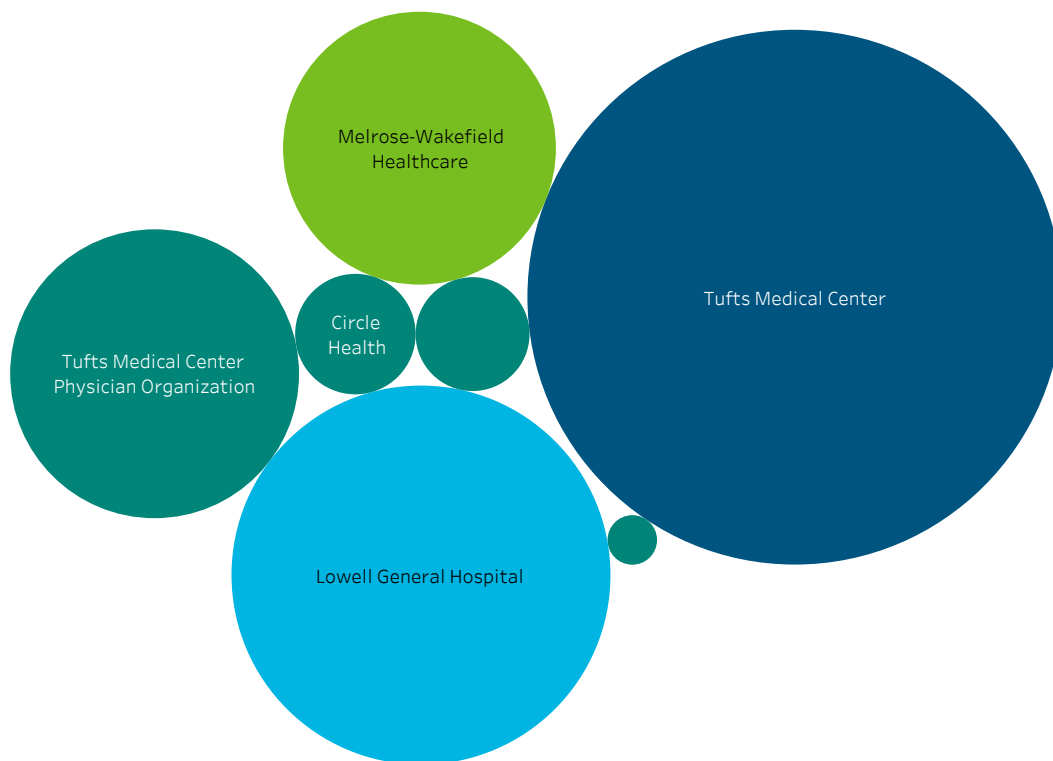 Melrose-Wakefield
Healthcare
Tufts Medical Center
Circle
Health
Tufts Medical Center
Physician Organization
Lowell General Hospital